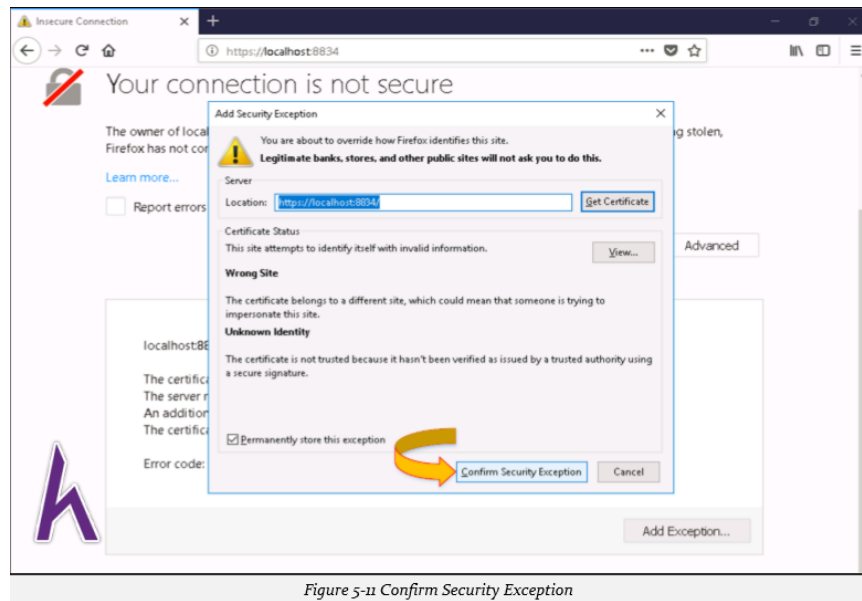 Insecure Connection
https://localhost:8834
Your connection is not secure
Add Security Exception
The owner of local
g stolen,
Firefox has not cor
You are about to override how Firefox identifies this site.
Legitimate banks, stores, and other public sites will not ask you to do this.
Learn more...
Server
Report errors
Location: https://localhost:8834/ Get Certificate
Certificate Status
This site attempts to identify itself with invalid information.
View...
Advanced
Wrong Site
The certificate belongs to a different site, which could mean that someone is trying to
impersonate this site.
Unknown Identity
localhost:88
The certificate is not trusted because it hasn't been verified as issued by a trusted authority using
a secure signature.
The certific
The server r
An addition
The certific
Permanently store this exception
Error code:
Confirm Security Exception Cancel
Add Exception...
Figure 5-11 Confirm Security Exception